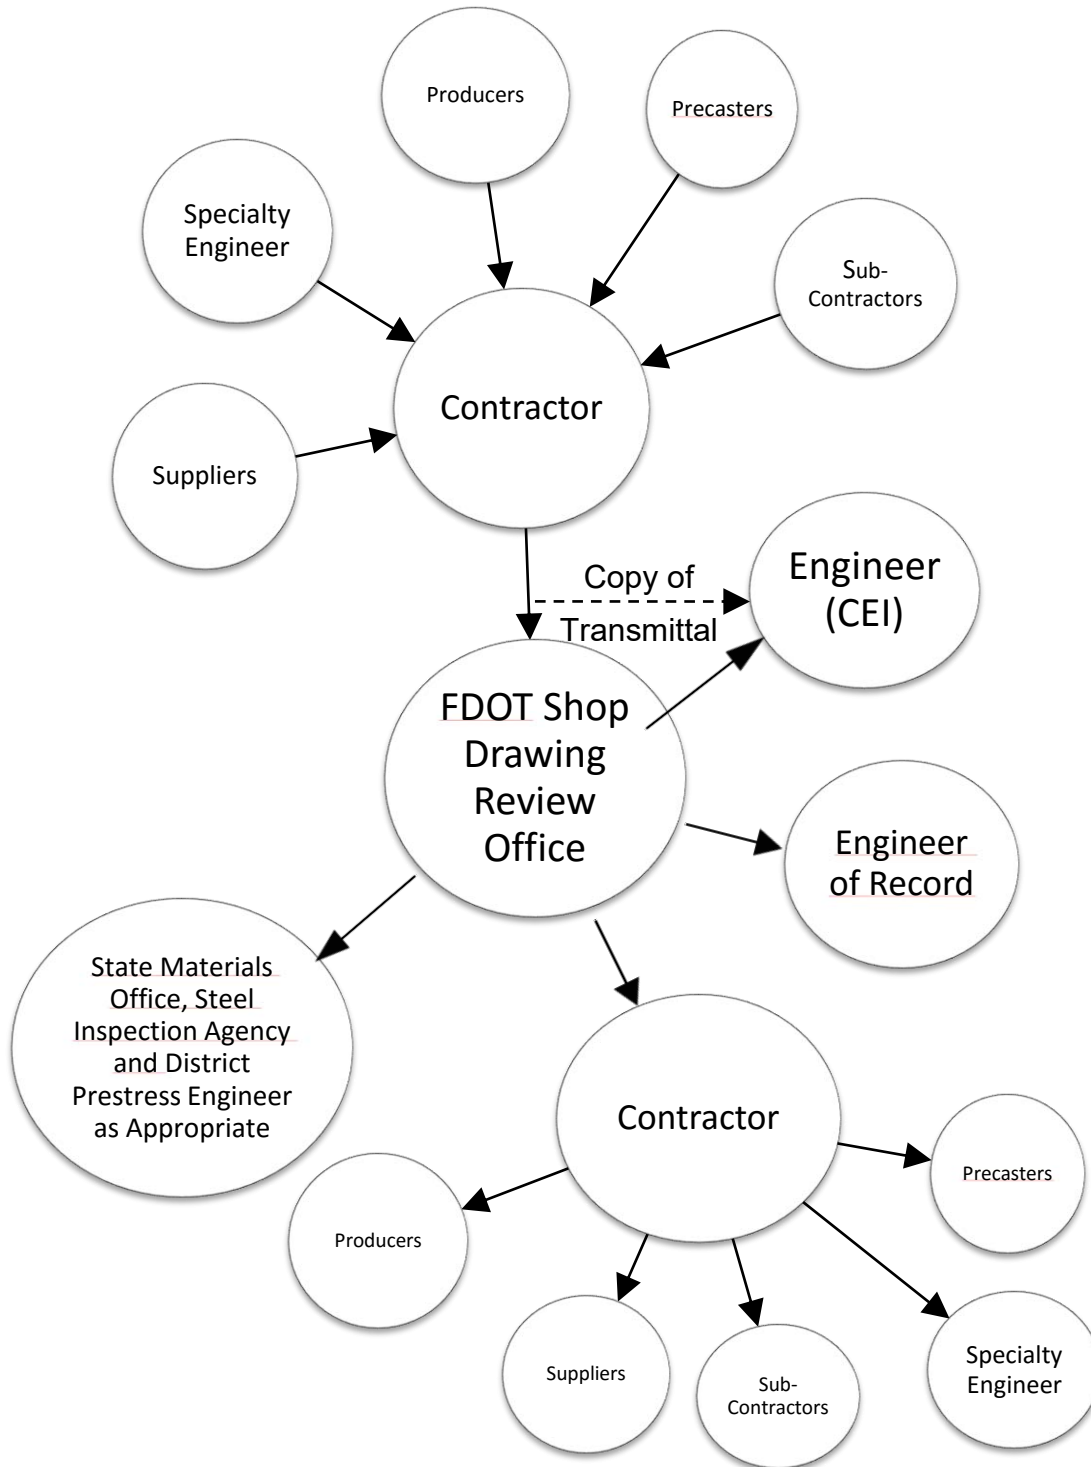 Producers
Precasters
Specialty
Engineer
Sub-
Contractors
Contractor
Suppliers
Copy of
Transmittal
Engineer
(CEI)
FDOT Shop
Drawing
Review
Office
Engineer
of Record
State Materials
Office, Steel
Inspection Agency
and District
Prestress Engineer
as Appropriate
Contractor
Precasters
Producers
Suppliers
Sub-
Contractors
Specialty
Engineer